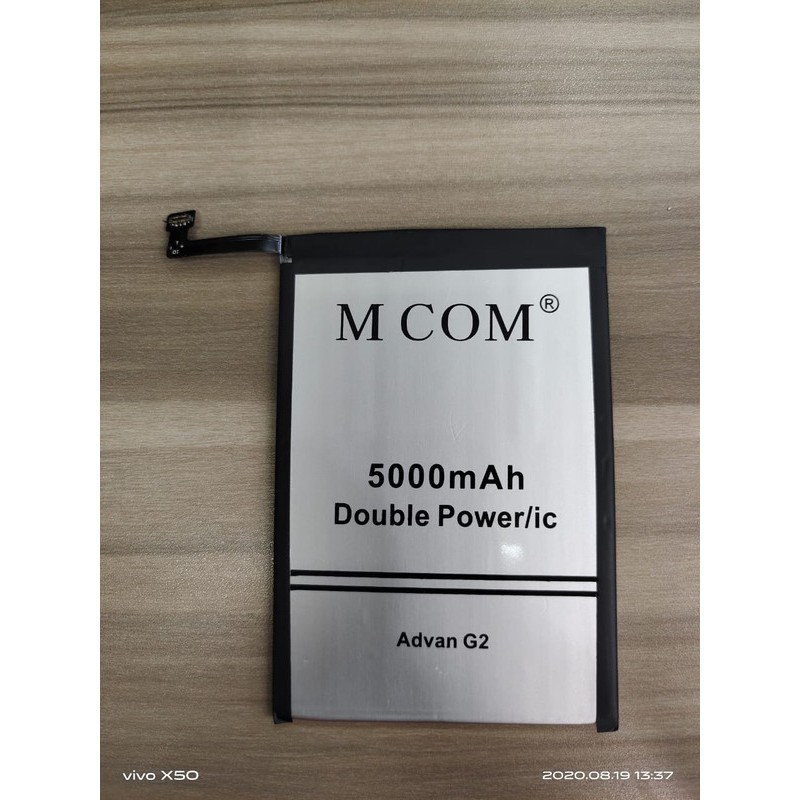 M COM®
5000mAh
Double Power/ic
Advan G2
vivo X50
2020.08.19 13:37